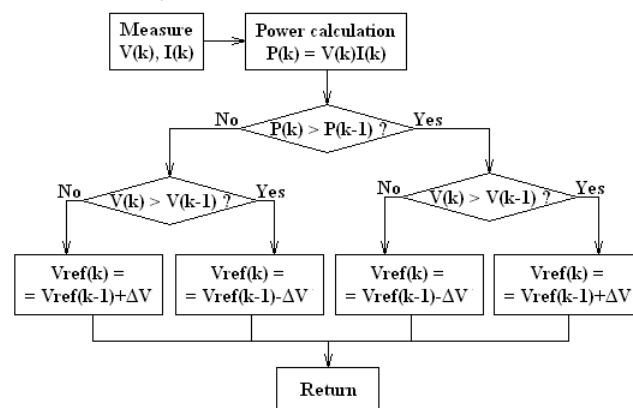 Measure
V(k), I(k)
Power calculation
P(k) = V(k)I(k)
No
P(k) > P(k-1) ?
Yes
No
V(k) > V(k-1) ?
Yes
No
V(k) > V(k-1) ?
Yes
Vref(k) =
= Vref(k-1)+ΔV
Vref(k) =
= Vref(k-1)-ΔV
Vref(k) =
= Vref(k-1)-ΔV
Vref(k) =
= Vref(k-1)+ΔV
Return